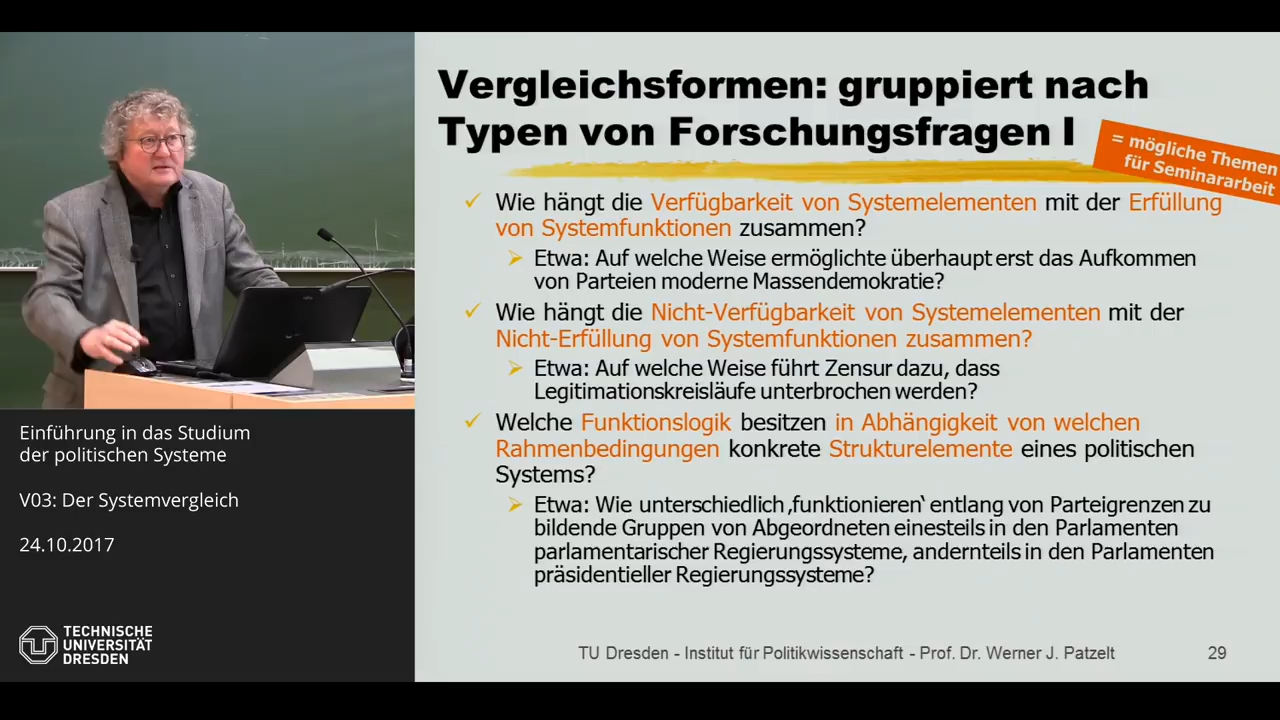 Vergleichsformen: gruppiert nach
Typen von Forschungsfragen I
= mögliche Themen
für Seminararbeit
Wie hängt die Verfügbarkeit von Systemelementen mit der Erfüllung
von Systemfunktionen zusammen?
Etwa: Auf welche Weise ermöglichte überhaupt erst das Aufkommen
von Parteien moderne Massendemokratie?
Wie hängt die Nicht-Verfügbarkeit von Systemelementen mit der
Nicht-Erfüllung von Systemfunktionen zusammen?
Etwa: Auf welche Weise führt Zensur dazu, dass
Legitimationskreisläufe unterbrochen werden?
Welche Funktionslogik besitzen in Abhängigkeit von welchen
Rahmenbedingungen konkrete Strukturelemente eines politischen
Systems?
Etwa: Wie unterschiedlich ‚funktionieren‘ entlang von Parteigrenzen zu
bildende Gruppen von Abgeordneten einesteils in den Parlamenten
parlamentarischer Regierungssysteme, andernteils in den Parlamenten
präsidentieller Regierungssysteme?
TU Dresden - Institut für Politikwissenschaft - Prof. Dr. Werner J. Patzelt
29
Einführung in das Studium
der politischen Systeme
V03: Der Systemvergleich
24.10.2017
TECHNISCHE
UNIVERSITÄT
DRESDEN